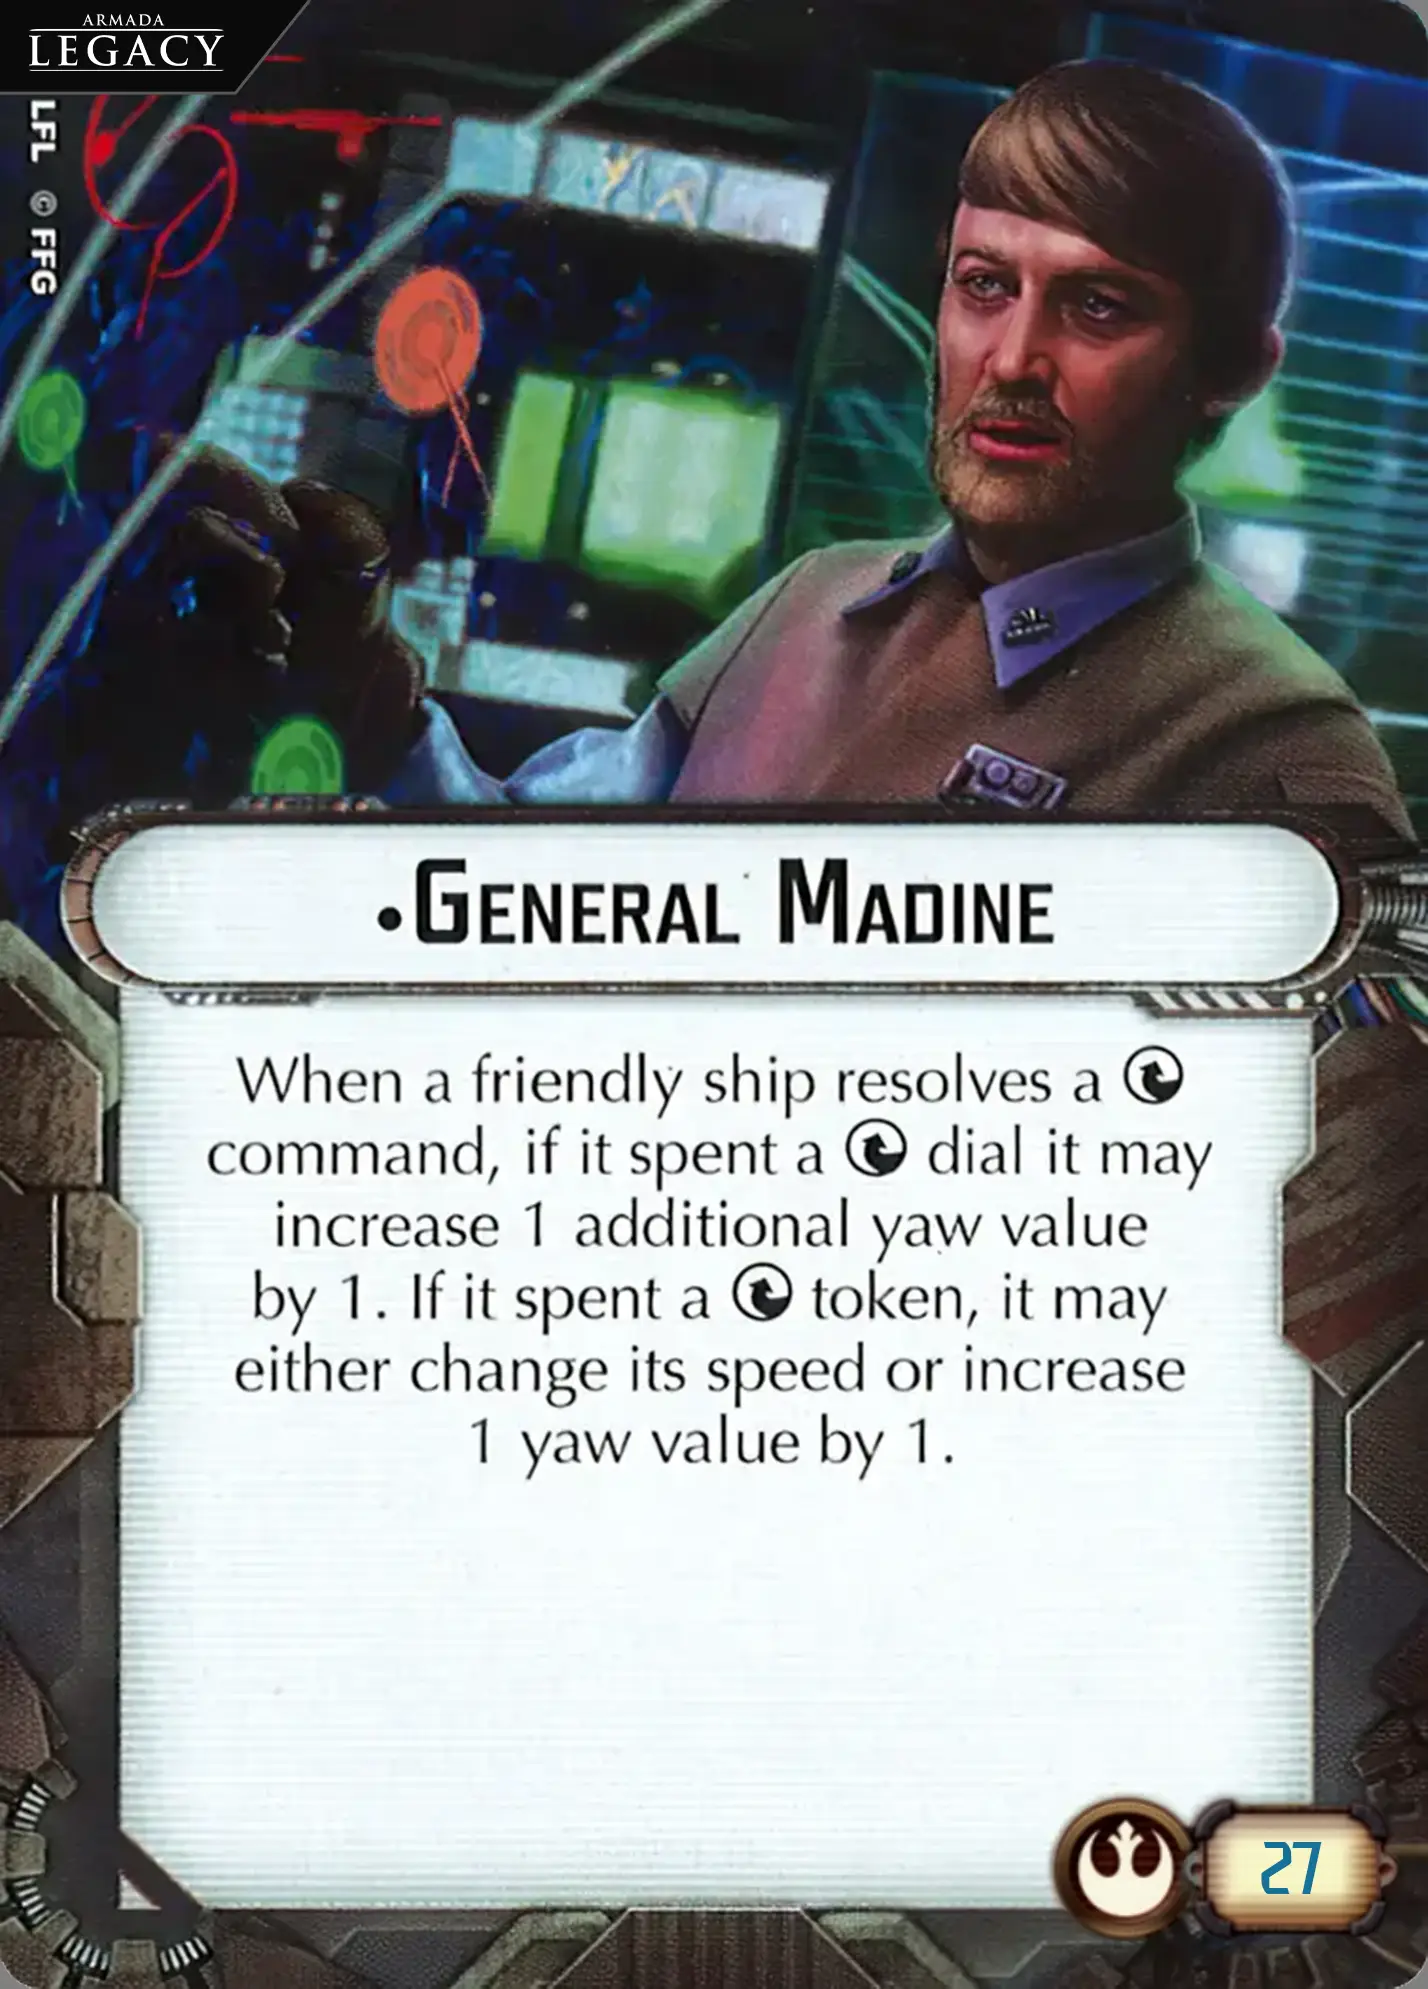 ARMADA
LEGACY
LFL © FFG
•General Madine
When a friendly ship resolves a
command, if it spent a dial it may
increase 1 additional yaw value
by 1. If it spent a token, it may
either change its speed or increase
1 yaw value by 1.
27